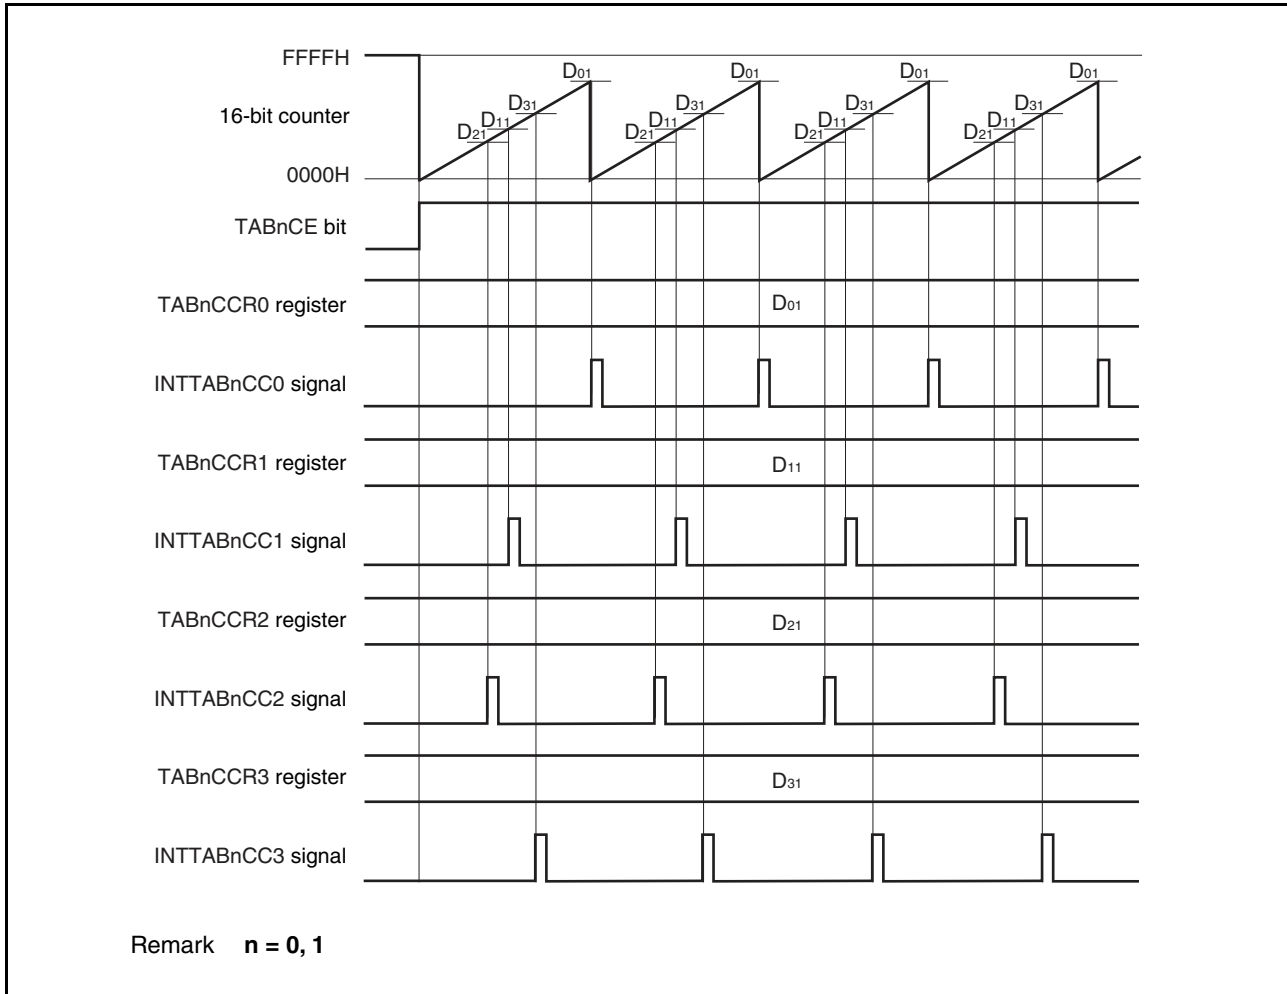 FFFFH
D01 D01 D01 D01
D31 D31 D31 D31
16-bit counter
D11 D11 D11 D11
D21 D21 D21 D21
0000H
TABnCE bit
TABnCCR0 register D01
INTTABnCC0 signal
TABnCCR1 register D11
INTTABnCC1 signal
TABnCCR2 register D21
INTTABnCC2 signal
TABnCCR3 register D31
INTTABnCC3 signal
Remark n = 0, 1